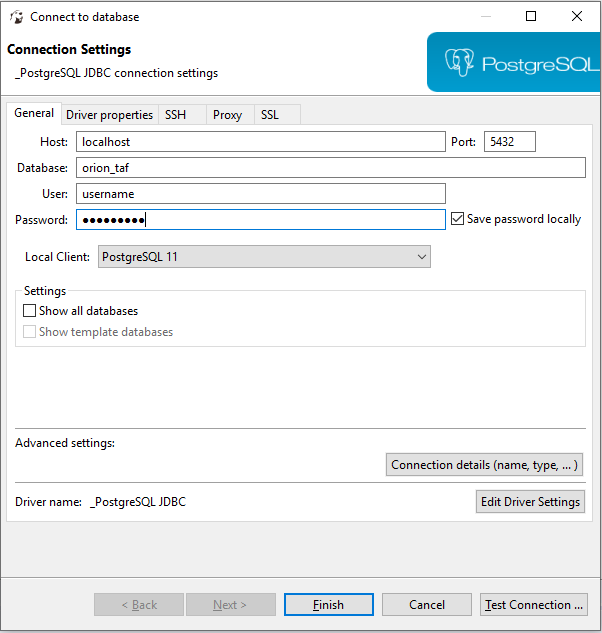 Connect to database
Connection Settings
_PostgreSQL JDBC connection settings
PostgreSQL
General Driver properties SSH Proxy SSL
Host: localhost Port: 5432
Database: orion_taf
User: username
Password: ●●●●●●●●● Save password locally
Local Client: PostgreSQL 11
Settings
Show all databases
Show template databases
Advanced settings:
Connection details (name, type, ... )
Driver name: _PostgreSQL JDBC Edit Driver Settings
< Back Next > Finish Cancel Test Connection ...